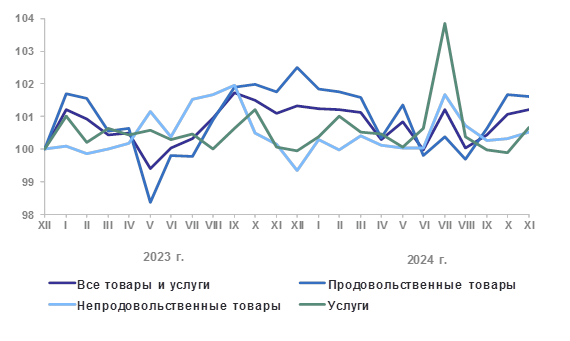 104
103
102
101
100
99
98
XII I II III IV V VI VII VIII IX X XI XII I II III IV V VI VII VIII IX X XI
2023 г. 2024 г.
Все товары и услуги Продовольственные товары
Непродовольственные товары Услуги